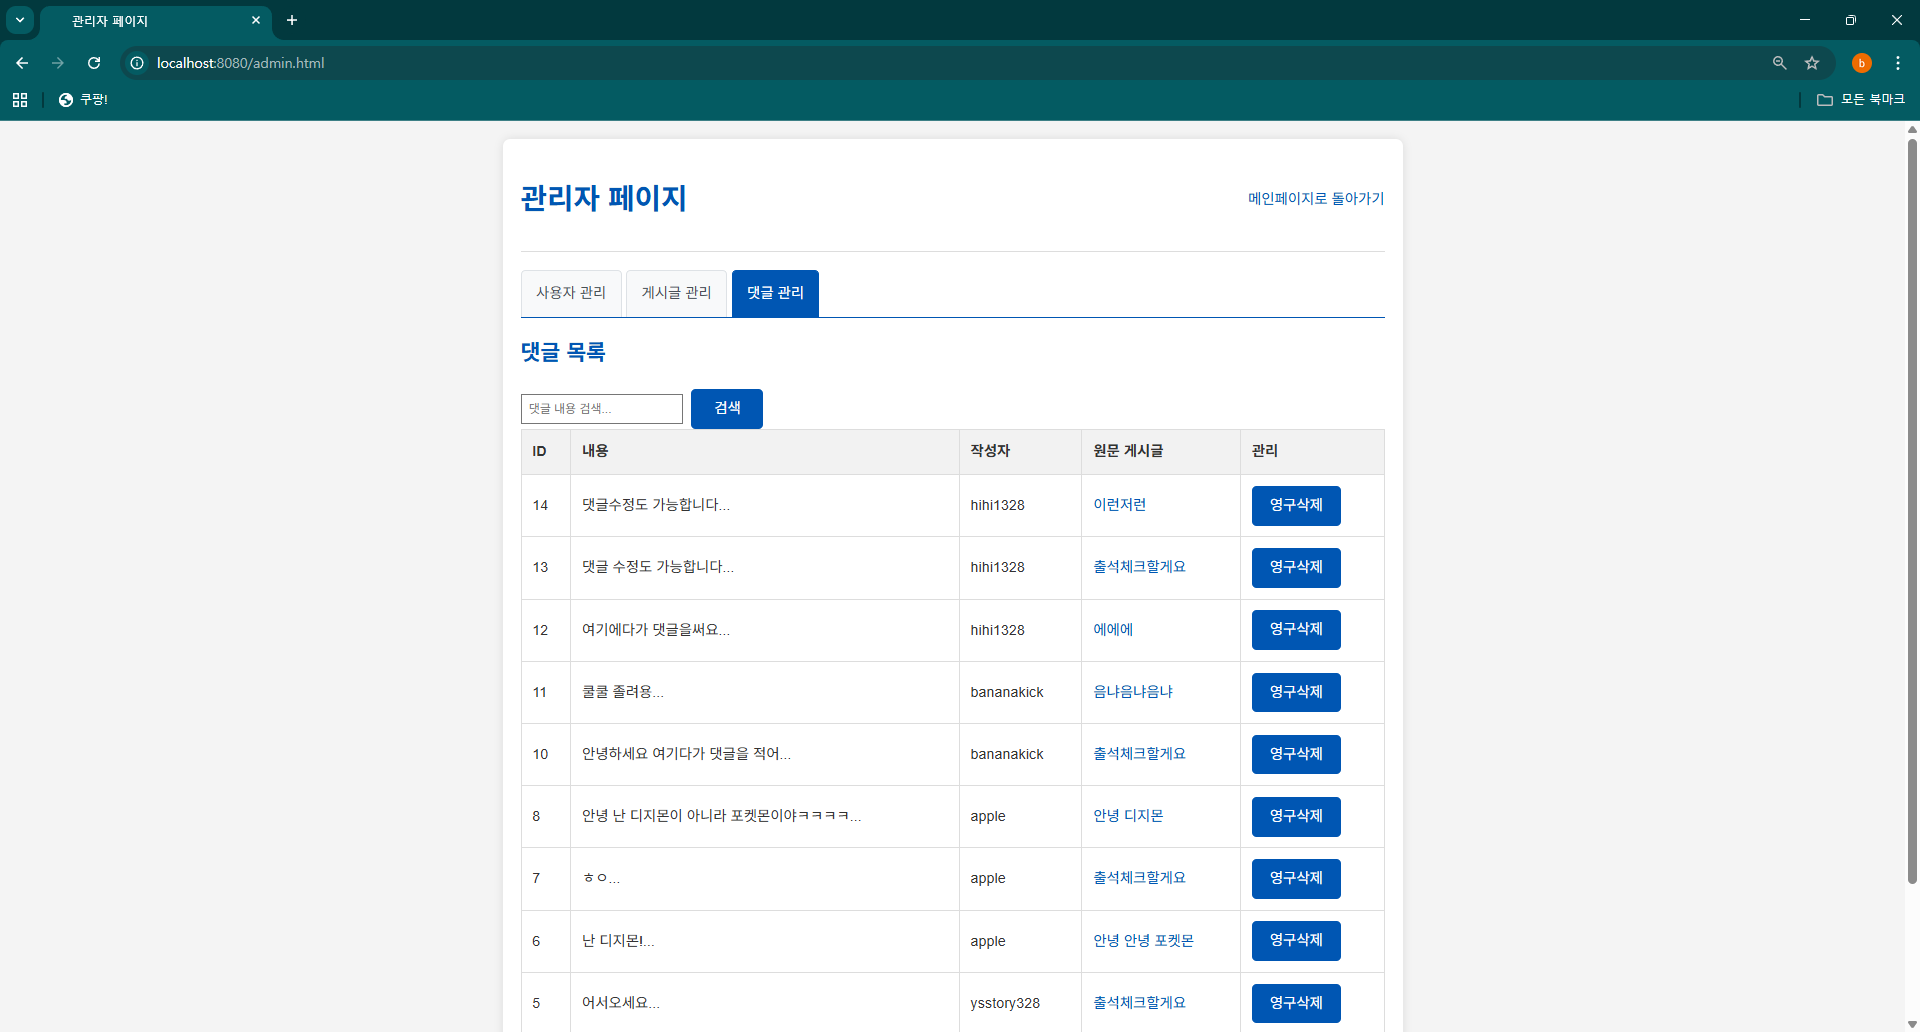 관리자 페이지
localhost:8080/admin.html
b
쿠팡!
모든 북마크
관리자 페이지
메인페이지로 돌아가기
사용자 관리 게시글 관리 댓글 관리
댓글 목록
댓글 내용 검색... 검색
ID 내용 작성자 원문 게시글 관리
14 댓글수정도 가능합니다... hihi1328 이런저런 영구삭제
13 댓글 수정도 가능합니다... hihi1328 출석체크할게요 영구삭제
12 여기에다가 댓글을써요... hihi1328 에에에 영구삭제
11 쿨쿨 졸려용... bananakick 음냐음냐음냐 영구삭제
10 안녕하세요 여기다가 댓글을 적어... bananakick 출석체크할게요 영구삭제
8 안녕 난 디지몬이 아니라 포켓몬이야ㅋㅋㅋㅋ... apple 안녕 디지몬 영구삭제
7 ㅎㅇ... apple 출석체크할게요 영구삭제
6 난 디지몬!... apple 안녕 안녕 포켓몬 영구삭제
5 어서오세요... ysstory328 출석체크할게요 영구삭제